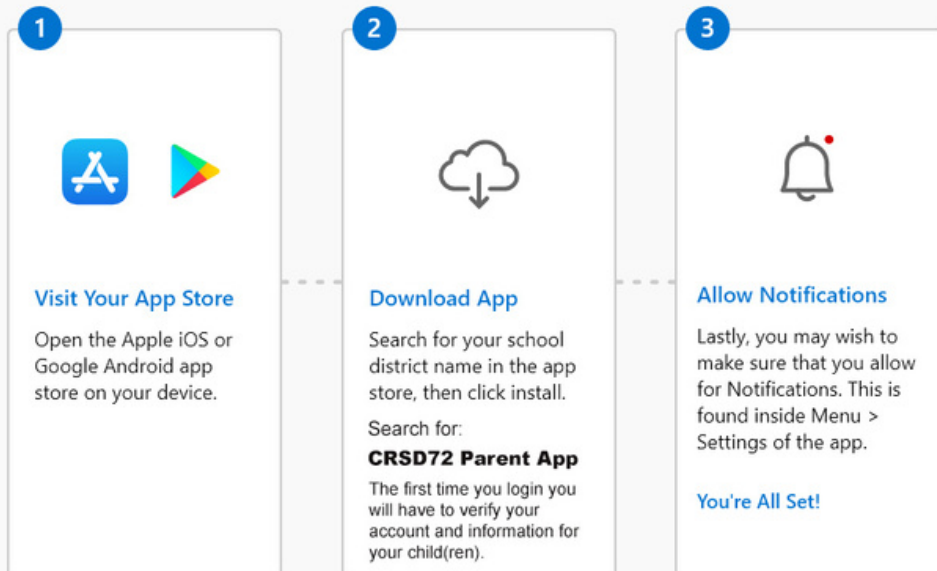 1
Visit Your App Store
Open the Apple iOS or
Google Android app
store on your device.
2
Download App
Search for your school
district name in the app
store, then click install.
Search for:
CRSD72 Parent App
The first time you login you
will have to verify your
account and information for
your child(ren).
3
Allow Notifications
Lastly, you may wish to
make sure that you allow
for Notifications. This is
found inside Menu >
Settings of the app.
You're All Set!